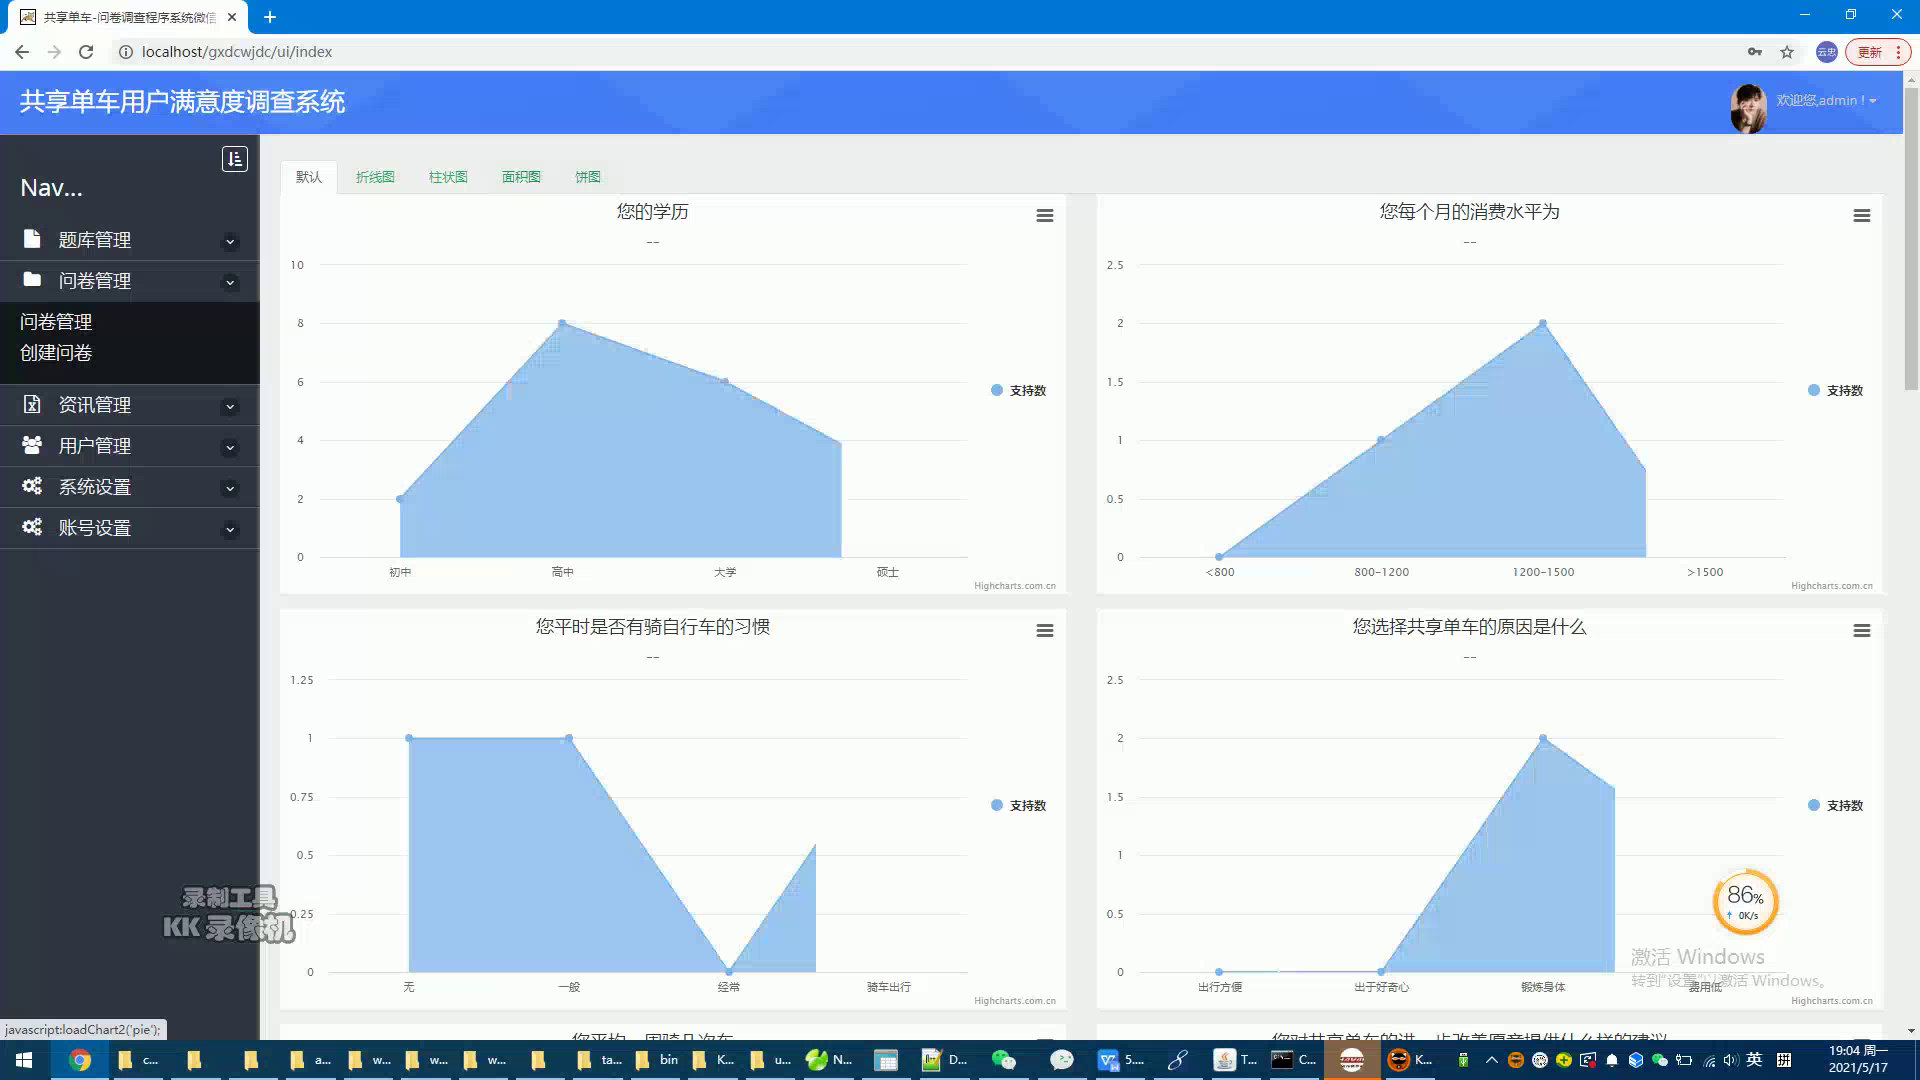 共享单车-问卷调查程序系统微信
localhost/gxdcwjdc/ui/index
云忠
更新
共享单车用户满意度调查系统
欢迎您,admin !
Nav...
题库管理
问卷管理
问卷管理
创建问卷
资讯管理
用户管理
系统设置
账号设置
默认
折线图
柱状图
面积图
饼图
您的学历
--
10
8
6
4
2
0
初中
高中
大学
硕士
支持数
Highcharts.com.cn
您每个月的消费水平为
--
2.5
2
1.5
1
0.5
0
<800
800-1200
1200-1500
>1500
支持数
Highcharts.com.cn
您平时是否有骑自行车的习惯
--
1.25
1
0.75
0.5
0.25
0
无
一般
经常
骑车出行
支持数
Highcharts.com.cn
您选择共享单车的原因是什么
--
2.5
2
1.5
1
0.5
0
出行方便
出于好奇心
锻炼身体
费用低
支持数
Highcharts.com.cn
86%
0K/s
激活 Windows
转到"设置"以激活 Windows。
录制工具
KK 录像机
javascript:loadChart2('pie');
c...
a...
w...
w...
w...
ta...
bin
K...
u...
N...
D...
5....
T...
C...
K...
英
拼
19:04 周一
2021/5/17